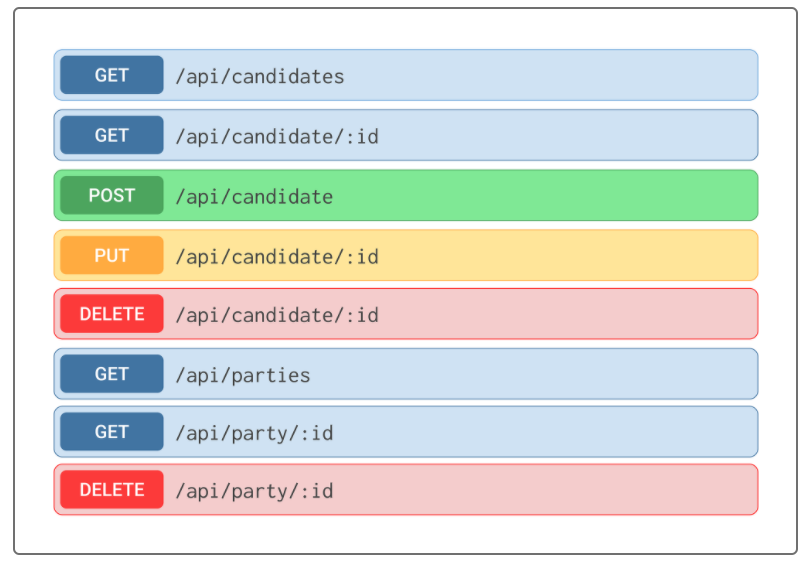 GET /api/candidates
GET /api/candidate/:id
POST /api/candidate
PUT /api/candidate/:id
DELETE /api/candidate/:id
GET /api/parties
GET /api/party/:id
DELETE /api/party/:id